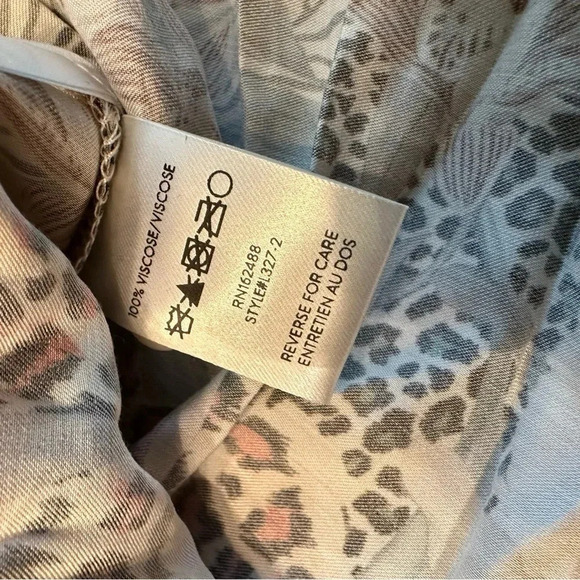 100% VISCOSE/VISCOSE
RN162488
STYLE#L327-2
REVERSE FOR CARE
ENTRETIEN AU DOS